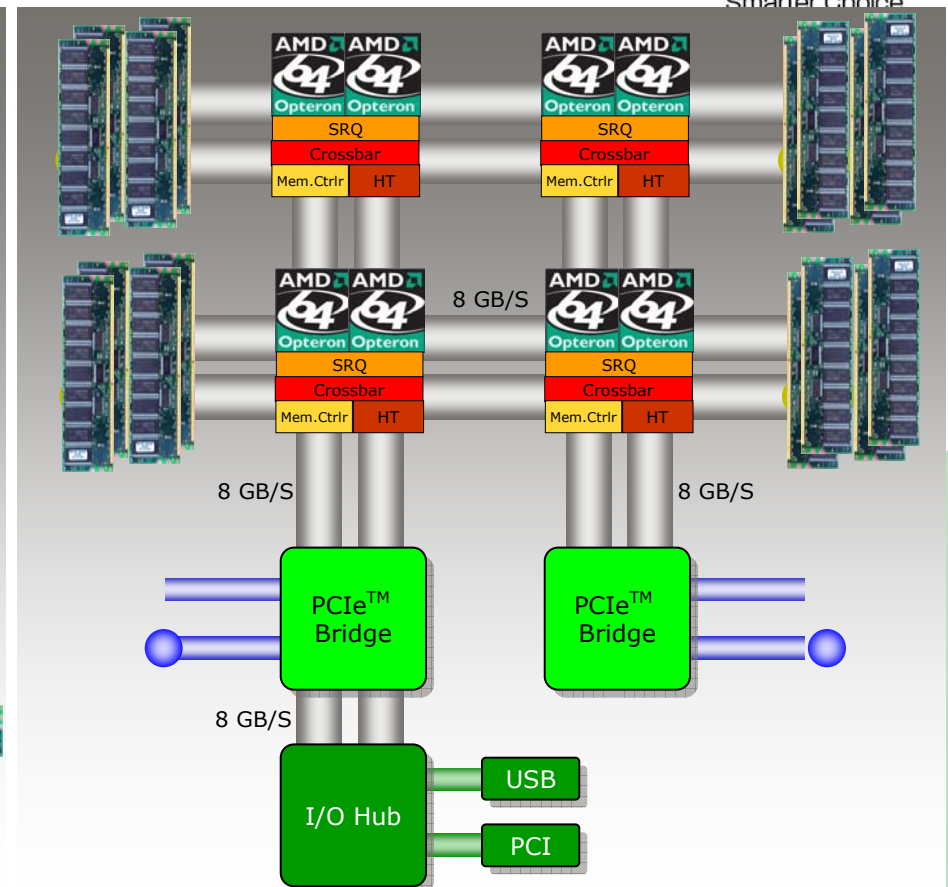 Smarter Choice
AMD AMD
64 64
Opteron Opteron
SRQ
Crossbar
Mem.Ctrlr HT
AMD AMD
64 64
Opteron Opteron
SRQ
Crossbar
Mem.Ctrlr HT
8 GB/S
AMD AMD
64 64
Opteron Opteron
SRQ
Crossbar
Mem.Ctrlr HT
AMD AMD
64 64
Opteron Opteron
SRQ
Crossbar
Mem.Ctrlr HT
8 GB/S
8 GB/S
PCIe™
Bridge
PCIe™
Bridge
8 GB/S
I/O Hub
USB
PCI